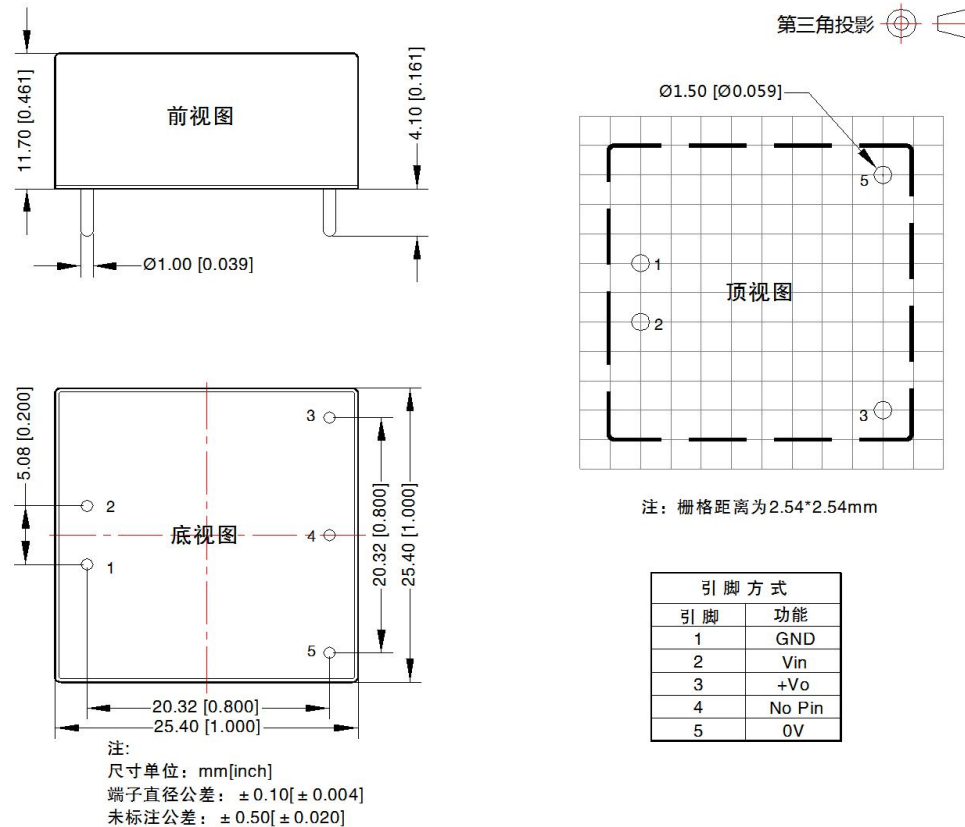 第三角投影
11.70 [0.461]
前视图
4.10 [0.161]
Ø1.00 [0.039]
Ø1.50 [Ø0.059]
5
1
顶视图
2
3
注：栅格距离为2.54*2.54mm
5.08 [0.200]
3
2
底视图
4
1
5
20.32 [0.800]
25.40 [1.000]
20.32 [0.800]
25.40 [1.000]
注:
尺寸单位：mm[inch]
端子直径公差：±0.10[±0.004]
未标注公差：±0.50[±0.020]
引脚方式
引脚 功能
1 GND
2 Vin
3 +Vo
4 No Pin
5 0V